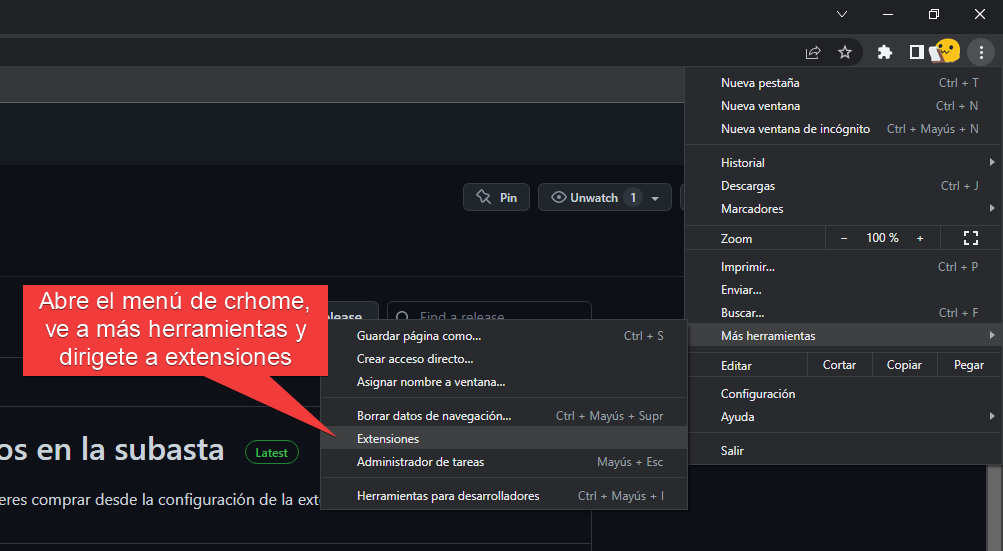 Nueva pestaña Ctrl + T
Nueva ventana Ctrl + N
Nueva ventana de incógnito Ctrl + Mayús + N
Historial
Descargas Ctrl + J
Marcadores
Zoom − 100 % +
Imprimir... Ctrl + P
Enviar...
Buscar... Ctrl + F
Más herramientas
Editar Cortar Copiar Pegar
Configuración
Ayuda
Salir
Pin
Unwatch 1
Find a release
Abre el menú de crhome,
ve a más herramientas y
dirigete a extensiones
Guardar página como... Ctrl + S
Crear acceso directo...
Asignar nombre a ventana...
Borrar datos de navegación... Ctrl + Mayús + Supr
Extensiones
Administrador de tareas Mayús + Esc
Herramientas para desarrolladores Ctrl + Mayús + I
os en la subasta Latest
eres comprar desde la configuración de la ext